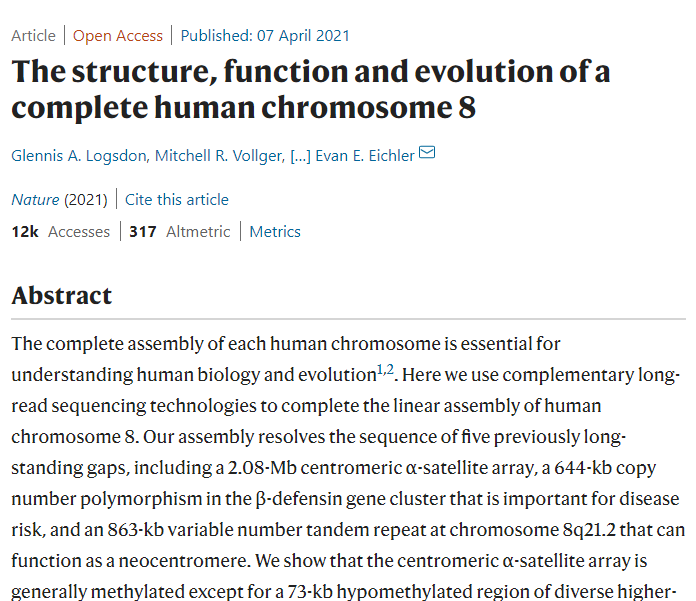 Article | Open Access | Published: 07 April 2021
The structure, function and evolution of a
complete human chromosome 8
Glennis A. Logsdon, Mitchell R. Vollger, [...] Evan E. Eichler
Nature (2021) | Cite this article
12k Accesses | 317 Altmetric | Metrics
Abstract
The complete assembly of each human chromosome is essential for
understanding human biology and evolution1,2. Here we use complementary long-
read sequencing technologies to complete the linear assembly of human
chromosome 8. Our assembly resolves the sequence of five previously long-
standing gaps, including a 2.08-Mb centromeric α-satellite array, a 644-kb copy
number polymorphism in the β-defensin gene cluster that is important for disease
risk, and an 863-kb variable number tandem repeat at chromosome 8q21.2 that can
function as a neocentromere. We show that the centromeric α-satellite array is
generally methylated except for a 73-kb hypomethylated region of diverse higher-